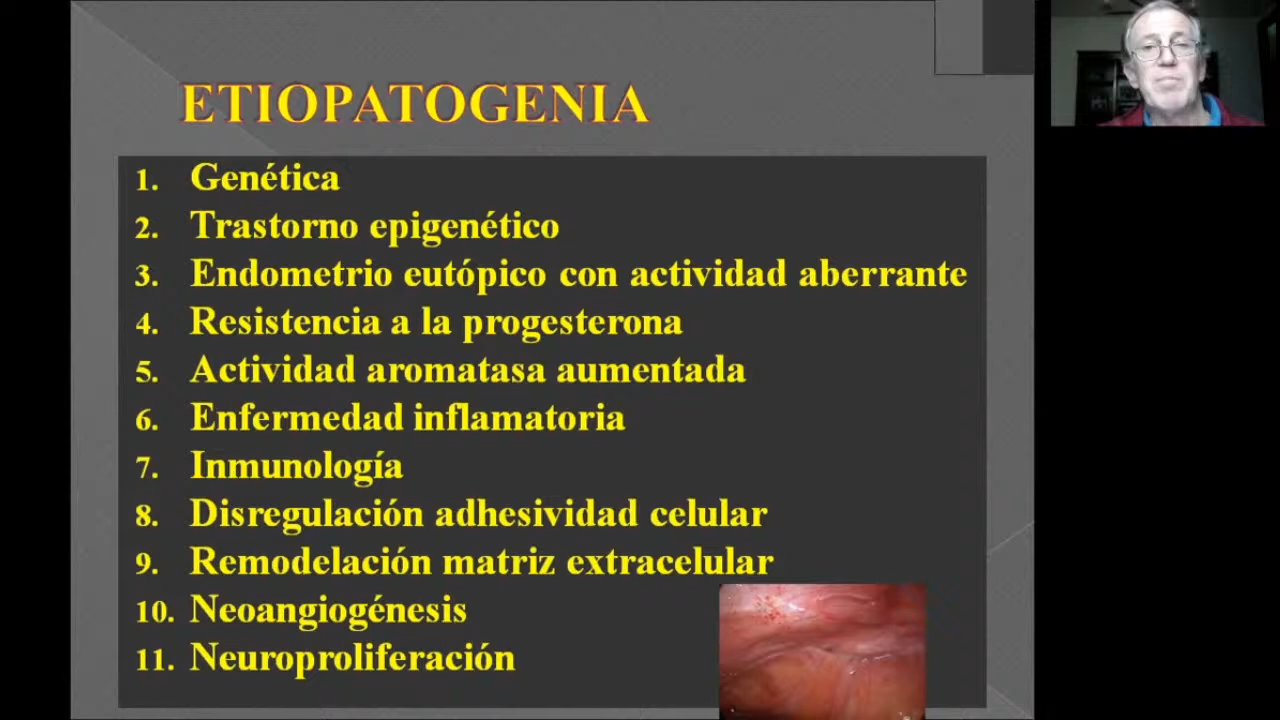 ETIOPATOGENIA
1. Genética
2. Trastorno epigenético
3. Endometrio eutópico con actividad aberrante
4. Resistencia a la progesterona
5. Actividad aromatasa aumentada
6. Enfermedad inflamatoria
7. Inmunología
8. Disregulación adhesividad celular
9. Remodelación matriz extracelular
10. Neoangiogénesis
11. Neuroproliferación